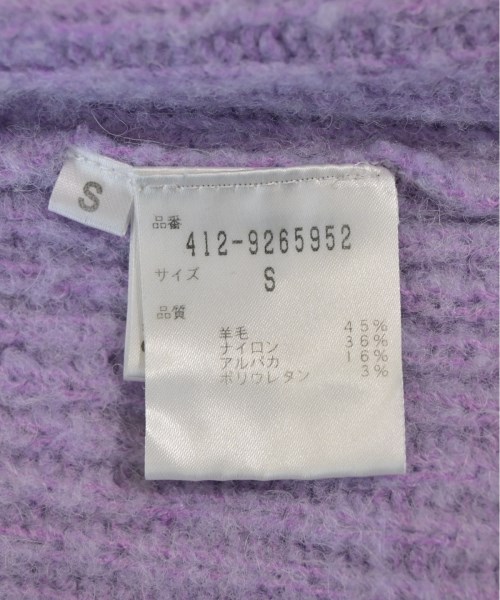 S
品番
412-9265952
サイズ
S
品質
羊毛 45%
ナイロン 36%
アルパカ 16%
ポリウレタン 3%